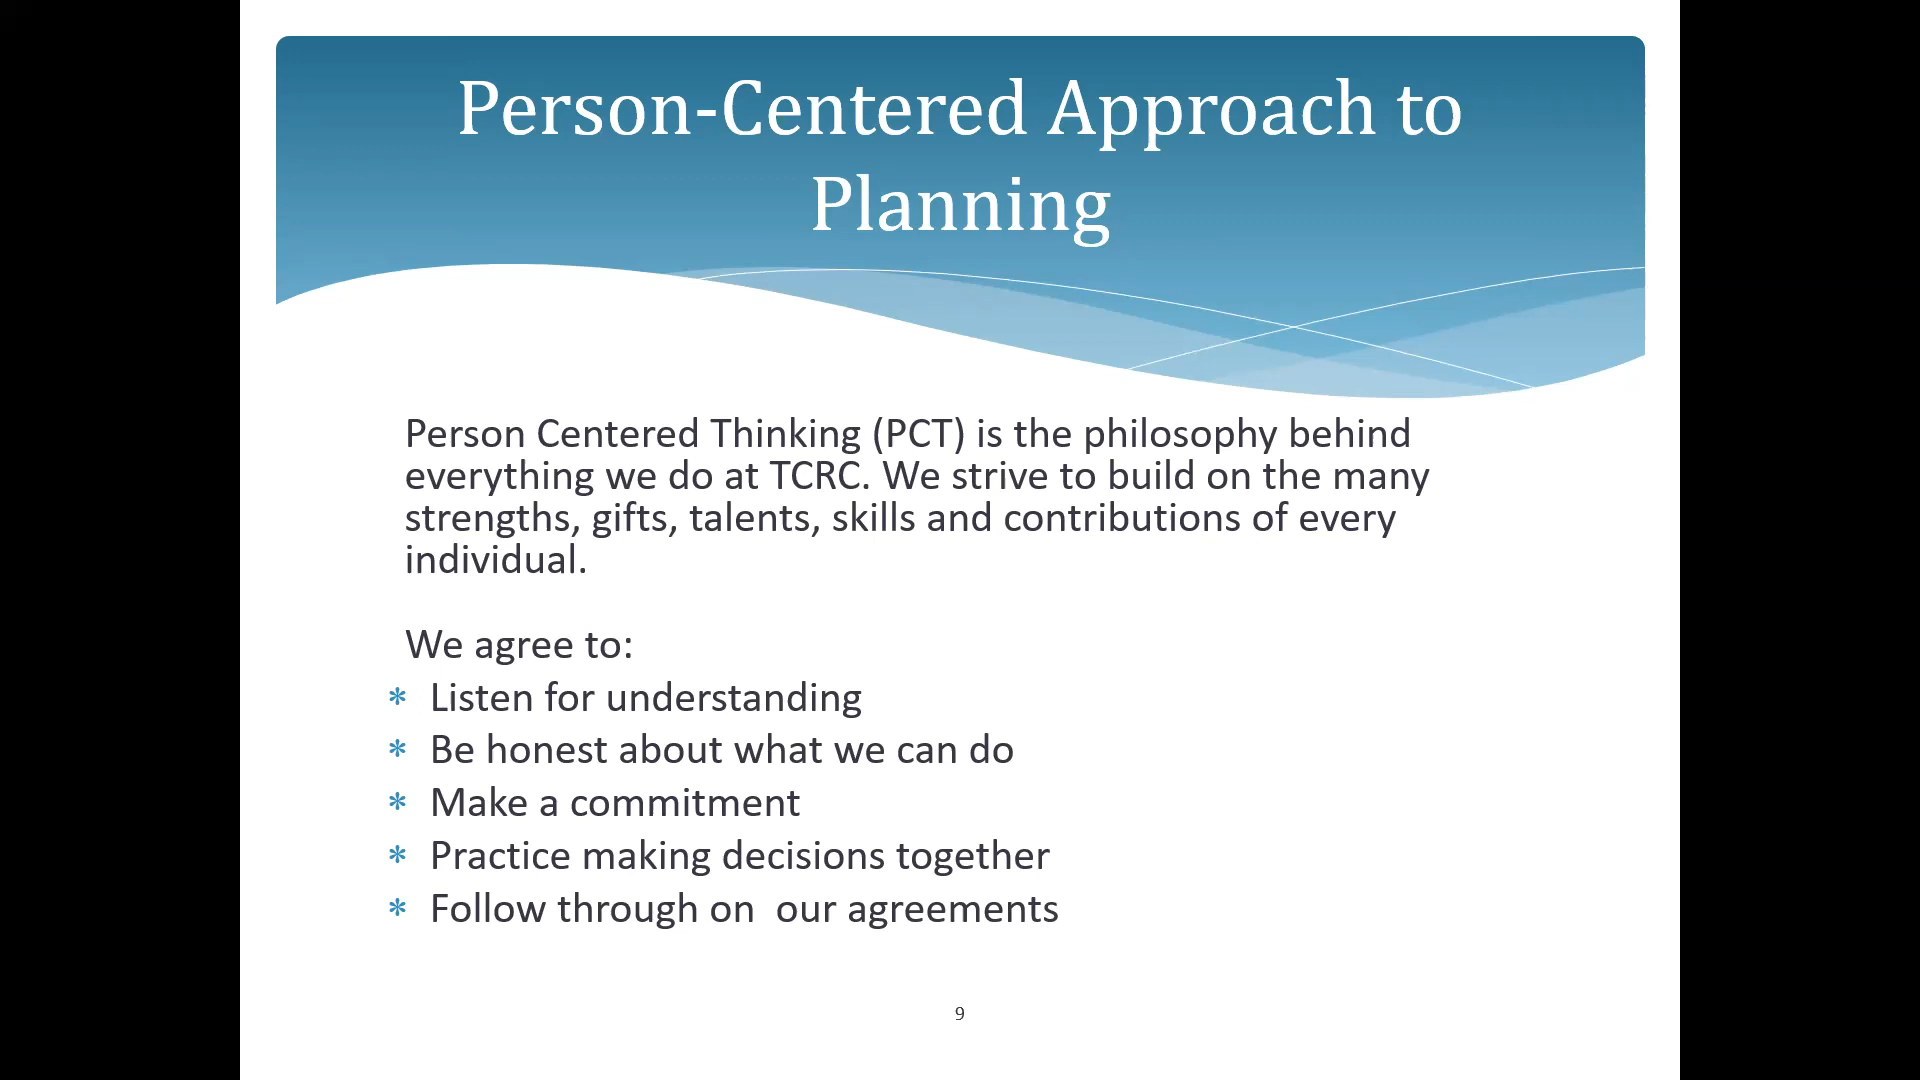 Person-Centered Approach to
Planning
Person Centered Thinking (PCT) is the philosophy behind
everything we do at TCRC. We strive to build on the many
strengths, gifts, talents, skills and contributions of every
individual.
We agree to:
* Listen for understanding
* Be honest about what we can do
* Make a commitment
* Practice making decisions together
* Follow through on  our agreements
9